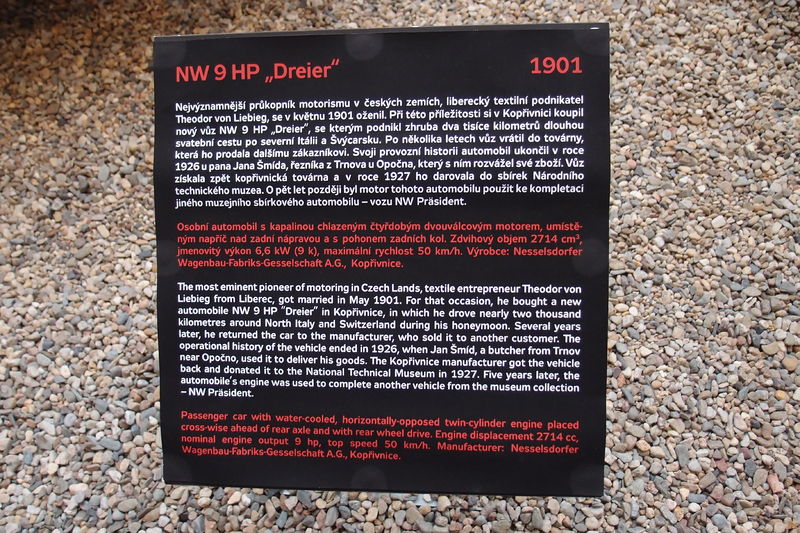 NW 9 HP „Dreier“ 1901
Nejvýznamnější průkopník motorismu v českých zemích, liberecký textilní podnikatel
Theodor von Liebieg, se v květnu 1901 oženil. Při této příležitosti si v Kopřivnici koupil
nový vůz NW 9 HP „Dreier“, se kterým podnikl zhruba dva tisíce kilometrů dlouhou
svatební cestu po severní Itálii a Švýcarsku. Po několika letech vůz vrátil do továrny,
která ho prodala dalšímu zákazníkovi. Svoji provozní historii automobil ukončil v roce
1926 u pana Jana Šmída, řezníka z Trnova u Opočna, který s ním rozvážel své zboží. Vůz
získala zpět kopřivnická továrna a v roce 1927 ho darovala do sbírek Národního
technického muzea. O pět let později byl motor tohoto automobilu použit ke kompletaci
jiného muzejního sbírkového automobilu – vozu NW Präsident.
Osobní automobil s kapalinou chlazeným čtyřdobým dvouválcovým motorem, umístě-
ným napříč nad zadní nápravou a s pohonem zadních kol. Zdvihový objem 2714 cm³,
jmenovitý výkon 6,6 kW (9 k), maximální rychlost 50 km/h. Výrobce: Nesselsdorfer
Wagenbau-Fabriks-Gesselschaft A.G., Kopřivnice.
The most eminent pioneer of motoring in Czech Lands, textile entrepreneur Theodor von
Liebieg from Liberec, got married in May 1901. For that occasion, he bought a new
automobile NW 9 HP “Dreier” in Kopřivnice, in which he drove nearly two thousand
kilometres around North Italy and Switzerland during his honeymoon. Several years
later, he returned the car to the manufacturer, who sold it to another customer. The
operational history of the vehicle ended in 1926, when Jan Šmíd, a butcher from Trnov
near Opočno, used it to deliver his goods. The Kopřivnice manufacturer got the vehicle
back and donated it to the National Technical Museum in 1927. Five years later, the
automobile's engine was used to complete another vehicle from the museum collection
– NW Präsident.
Passenger car with water-cooled, horizontally-opposed twin-cylinder engine placed
cross-wise ahead of rear axle and with rear wheel drive. Engine displacement 2714 cc,
nominal engine output 9 hp, top speed 50 km/h. Manufacturer: Nesselsdorfer
Wagenbau-Fabriks-Gesselschaft A.G., Kopřivnice.